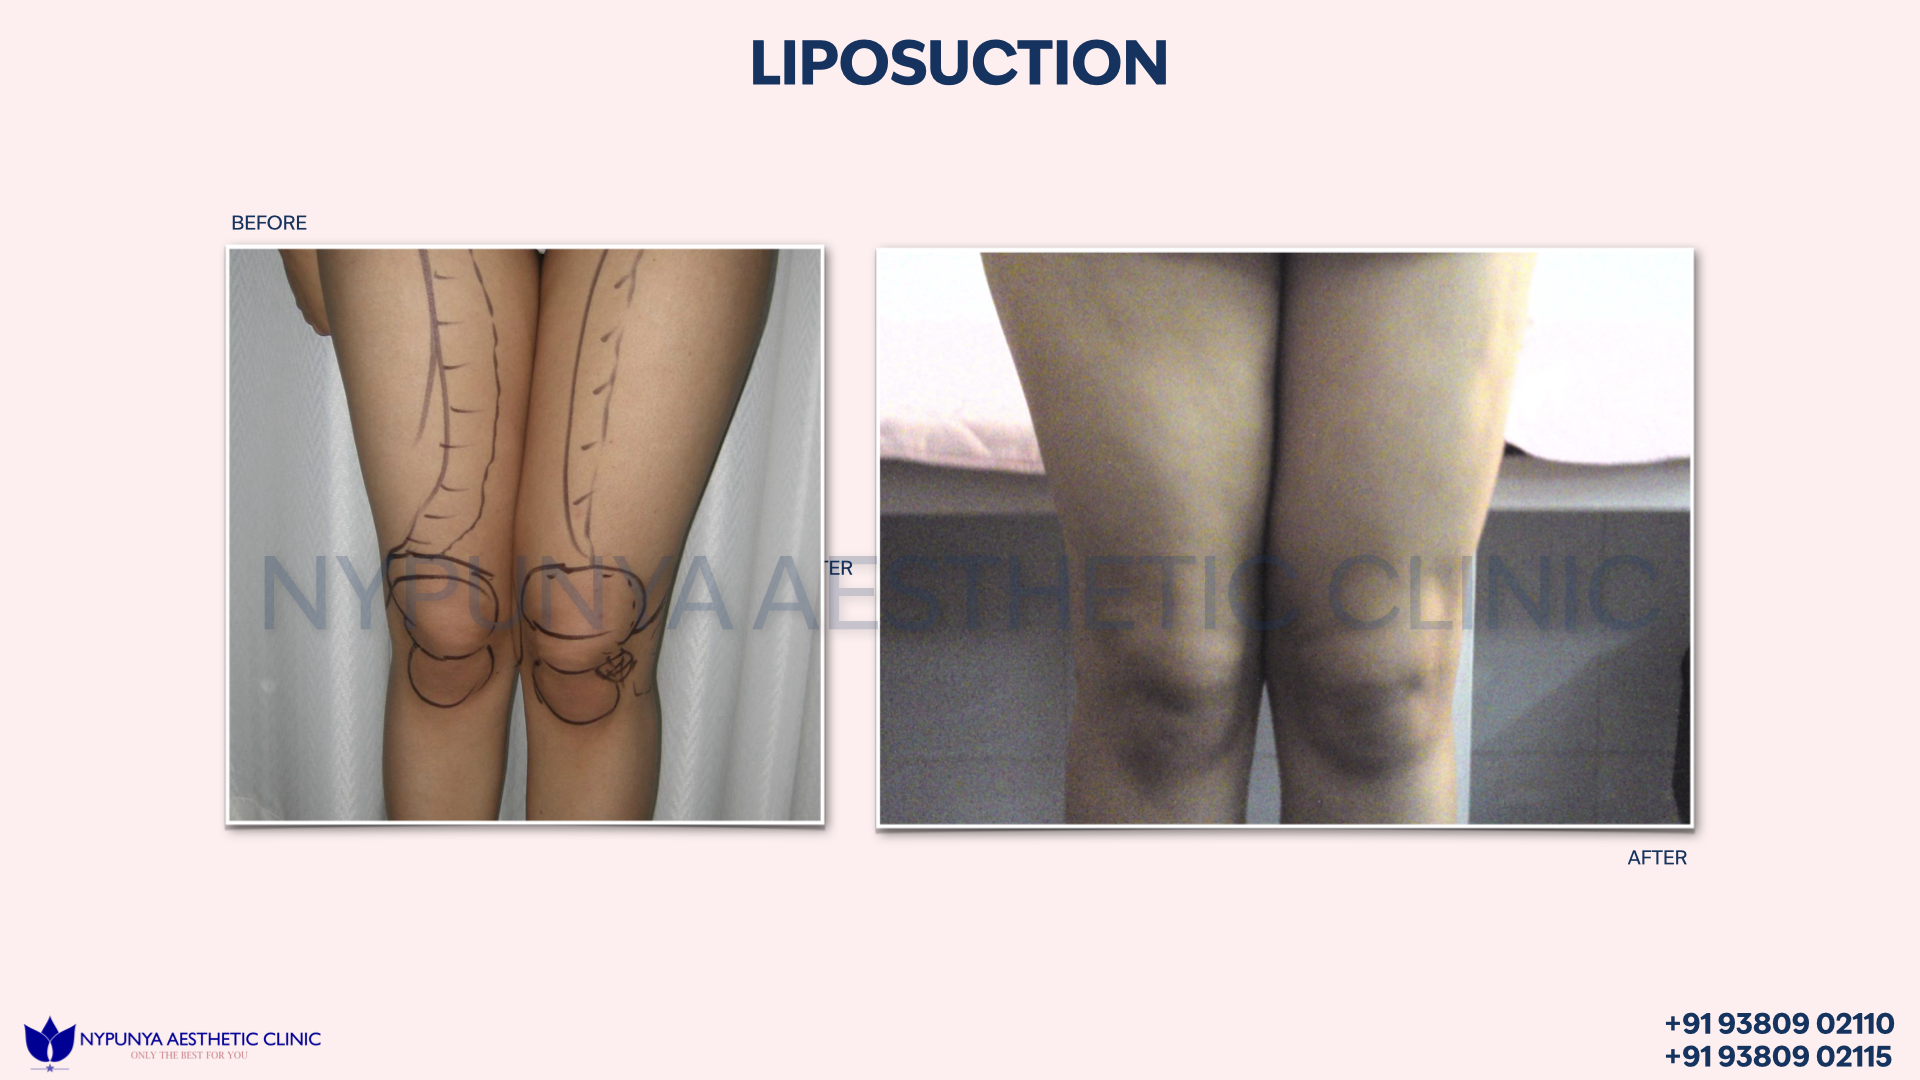 LIPOSUCTION
BEFORE
TER
NYPUNYA AESTHETIC CLINIC
AFTER
NYPUNYA AESTHETIC CLINIC
ONLY THE BEST FOR YOU
+91 93809 02110
+91 93809 02115